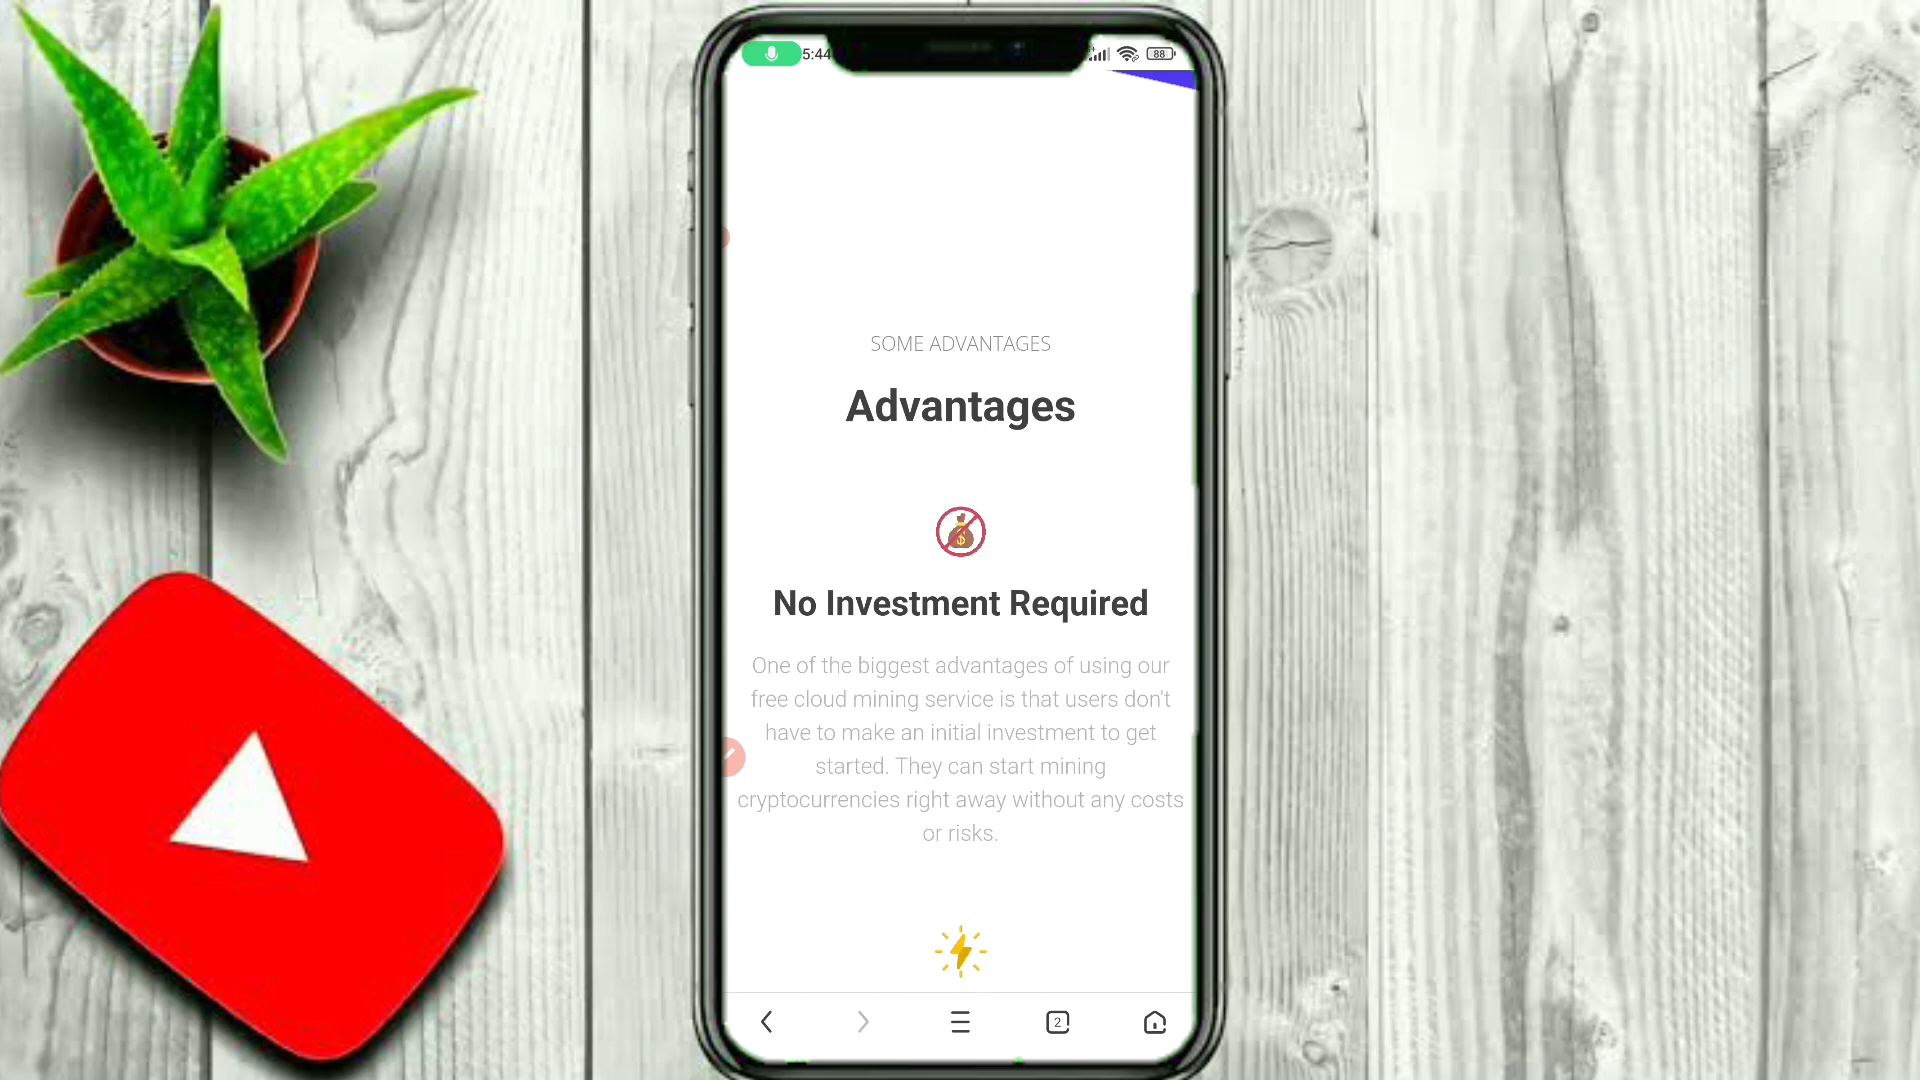 5:44
88
SOME ADVANTAGES
Advantages
No Investment Required
One of the biggest advantages of using our
free cloud mining service is that users don't
have to make an initial investment to get
started. They can start mining
cryptocurrencies right away without any costs
or risks.
2